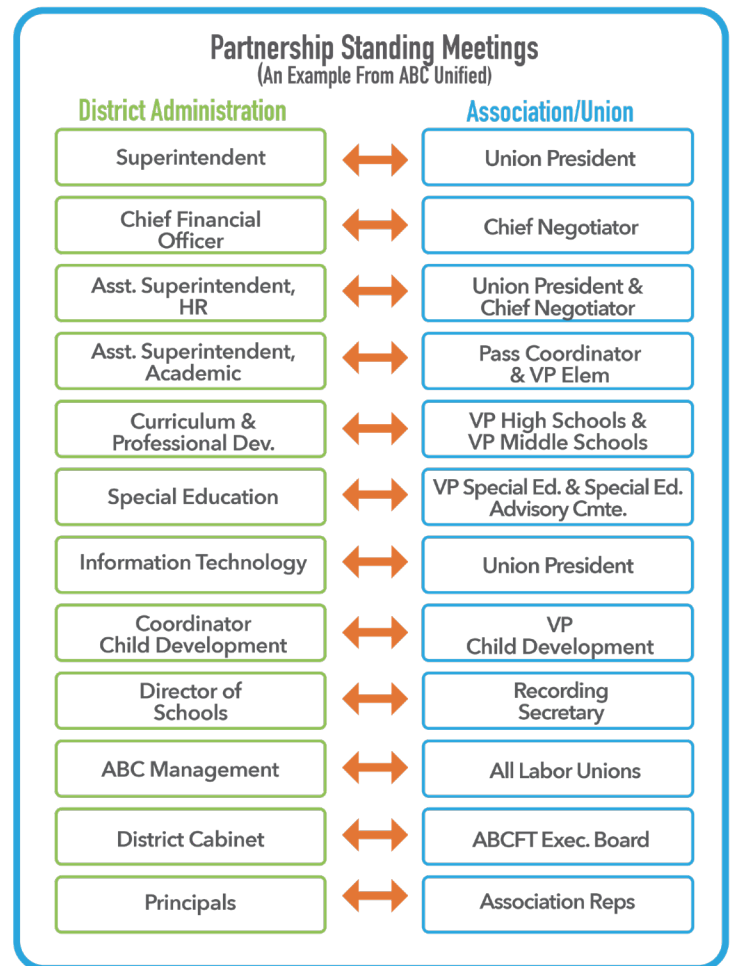 Partnership Standing Meetings
(An Example From ABC Unified)
District Administration
Association/Union
Superintendent
Union President
Chief Financial
Officer
Chief Negotiator
Asst. Superintendent,
HR
Union President &
Chief Negotiator
Asst. Superintendent,
Academic
Pass Coordinator
& VP Elem
Curriculum &
Professional Dev.
VP High Schools &
VP Middle Schools
Special Education
VP Special Ed. & Special Ed.
Advisory Cmte.
Information Technology
Union President
Coordinator
Child Development
VP
Child Development
Director of
Schools
Recording
Secretary
ABC Management
All Labor Unions
District Cabinet
ABCFT Exec. Board
Principals
Association Reps